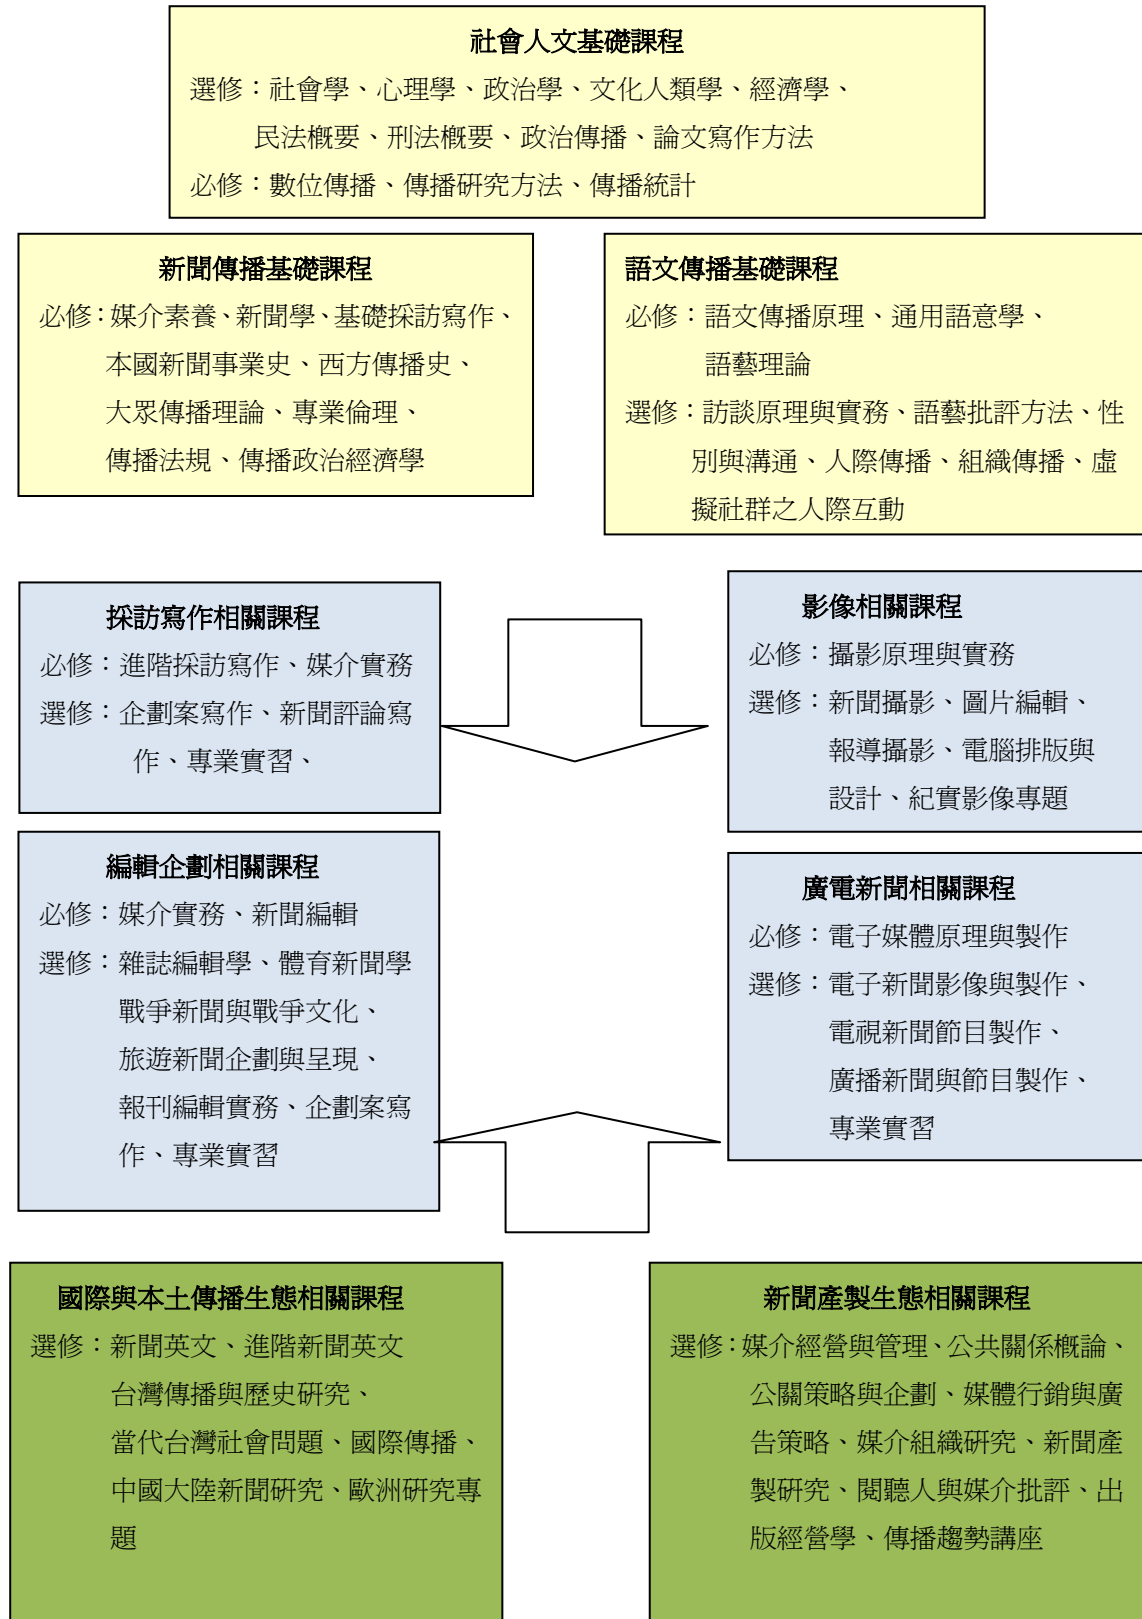 社會人文基礎課程
選修：社會學、心理學、政治學、文化人類學、經濟學、
民法概要、刑法概要、政治傳播、論文寫作方法
必修：數位傳播、傳播研究方法、傳播統計
新聞傳播基礎課程
必修：媒介素養、新聞學、基礎採訪寫作、
本國新聞事業史、西方傳播史、
大眾傳播理論、專業倫理、
傳播法規、傳播政治經濟學
語文傳播基礎課程
必修：語文傳播原理、通用語意學、
語藝理論
選修：訪談原理與實務、語藝批評方法、性
別與溝通、人際傳播、組織傳播、虛
擬社群之人際互動
採訪寫作相關課程
必修：進階採訪寫作、媒介實務
選修：企劃案寫作、新聞評論寫
作、專業實習、
影像相關課程
必修：攝影原理與實務
選修：新聞攝影、圖片編輯、
報導攝影、電腦排版與
設計、紀實影像專題
編輯企劃相關課程
必修：媒介實務、新聞編輯
選修：雜誌編輯學、體育新聞學
戰爭新聞與戰爭文化、
旅遊新聞企劃與呈現、
報刊編輯實務、企劃案寫
作、專業實習
廣電新聞相關課程
必修：電子媒體原理與製作
選修：電子新聞影像與製作、
電視新聞節目製作、
廣播新聞與節目製作、
專業實習
國際與本土傳播生態相關課程
選修：新聞英文、進階新聞英文
台灣傳播與歷史研究、
當代台灣社會問題、國際傳播、
中國大陸新聞研究、歐洲研究專
題
新聞產製生態相關課程
選修：媒介經營與管理、公共關係概論、
公關策略與企劃、媒體行銷與廣
告策略、媒介組織研究、新聞產
製研究、閱聽人與媒介批評、出
版經營學、傳播趨勢講座